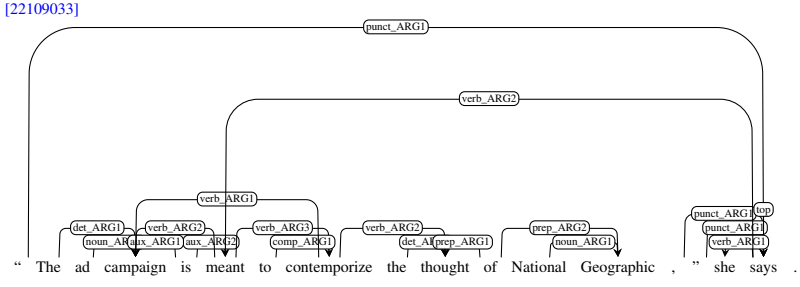 [22109033]
punct_ARG1
verb_ARG2
verb_ARG1
punct_ARG1 top
det_ARG1 verb_ARG2 verb_ARG3 verb_ARG2 prep_ARG2 punct_ARG1
aux_ARG1 aux_ARG2 comp_ARG1 prep_ARG1 noun_ARG1 verb_ARG1
“ The ad campaign is meant to contemporize the thought of National Geographic , ” she says .